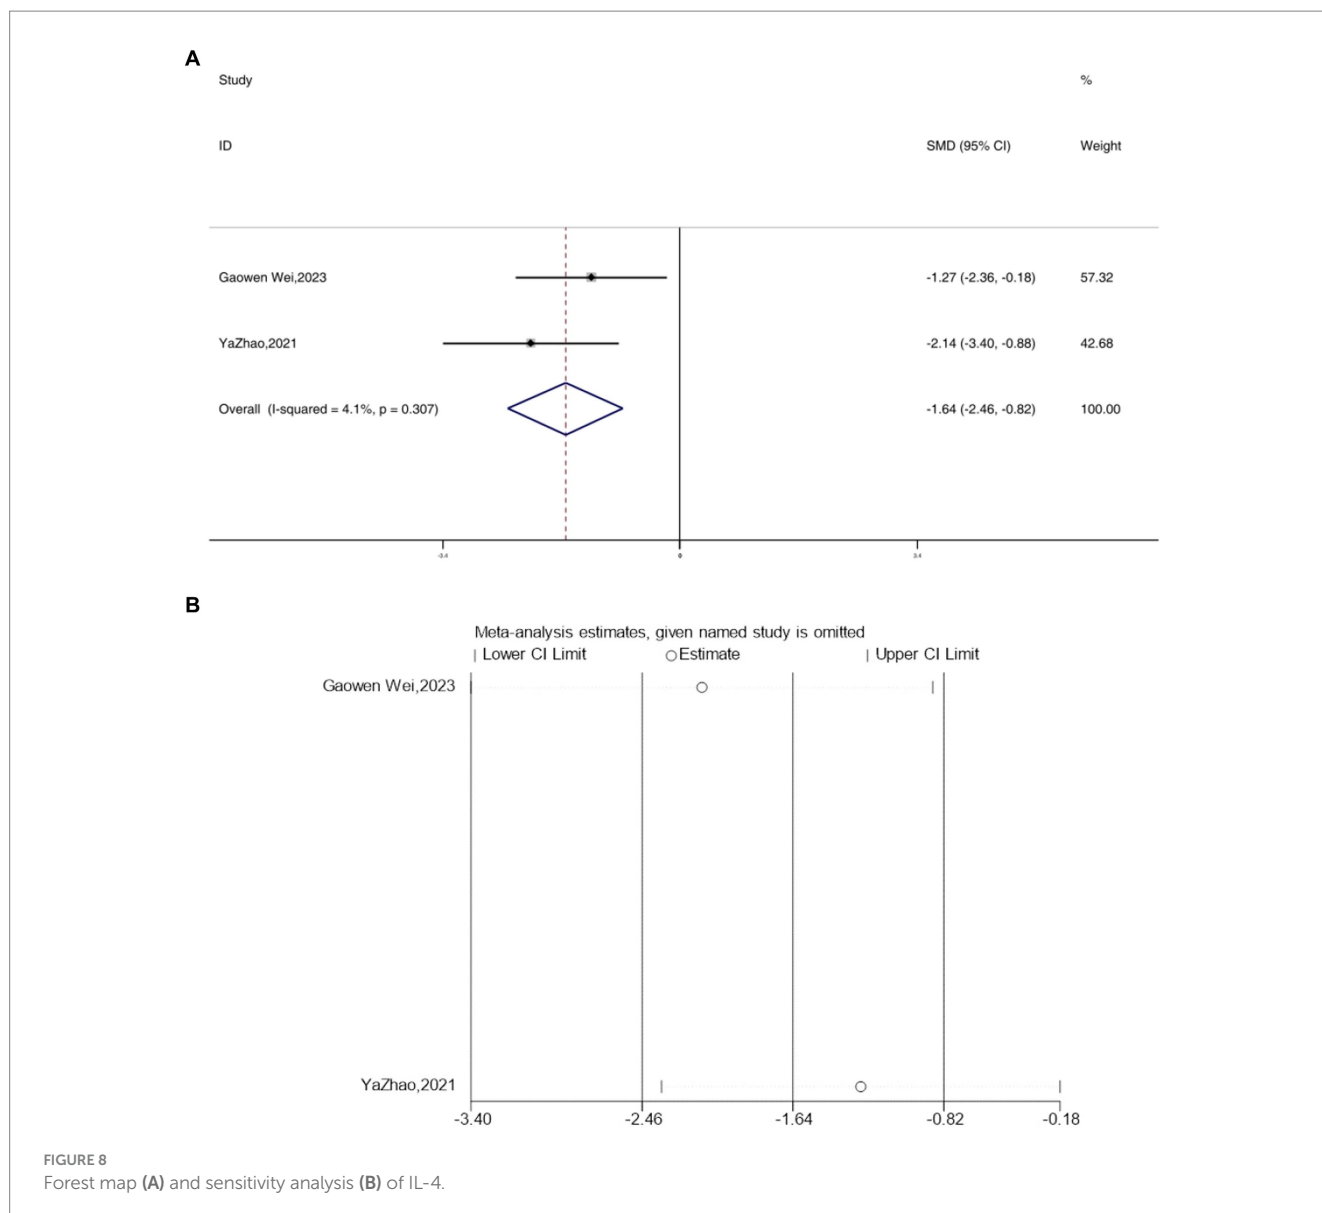 A
Study %
ID SMD (95% CI) Weight
Gaowen Wei,2023 -1.27 (-2.36, -0.18) 57.32
YaZhao,2021 -2.14 (-3.40, -0.88) 42.68
Overall (I-squared = 4.1%, p = 0.307) -1.64 (-2.46, -0.82) 100.00
-3.4 0 3.4
B
Meta-analysis estimates, given named study is omitted
| Lower CI Limit ○Estimate | Upper CI Limit
Gaowen Wei,2023
YaZhao,2021
-3.40 -2.46 -1.64 -0.82 -0.18
FIGURE 8
Forest map (A) and sensitivity analysis (B) of IL-4.